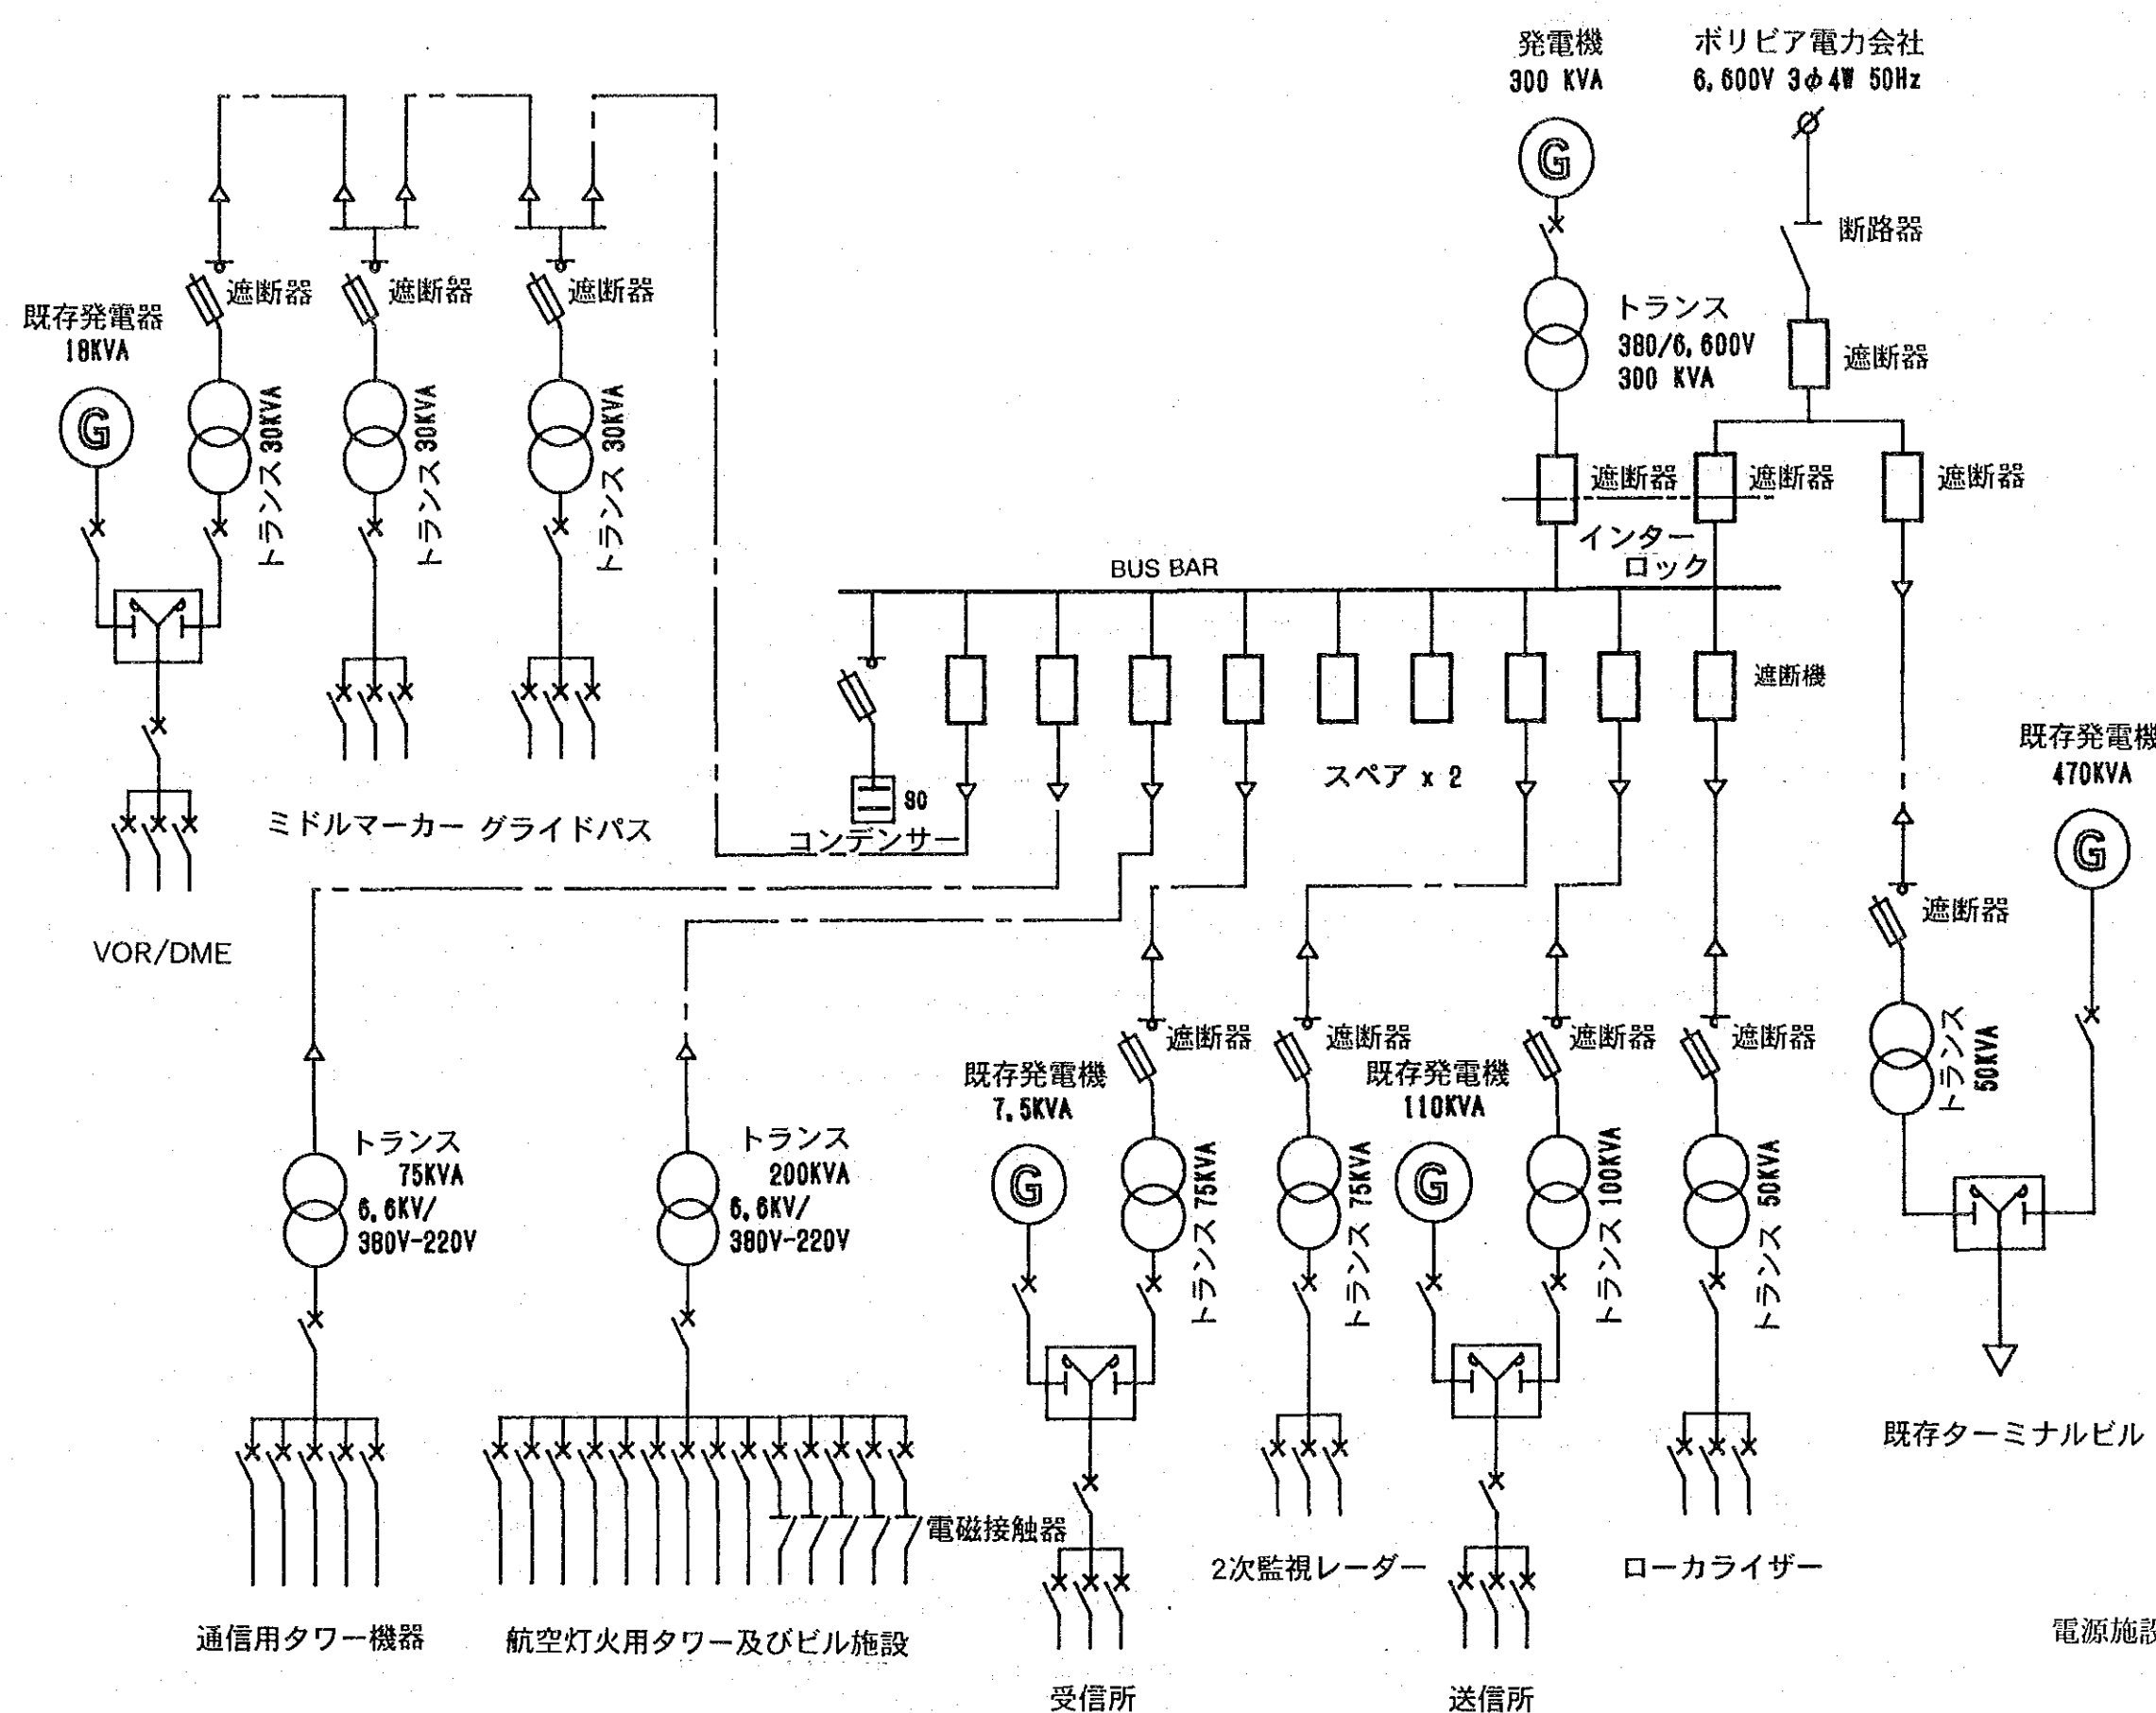 発電機
300 KVA
ボリビア電力会社
6,600V 3φ4W 50Hz
G
断路器
トランス
380/6,600V
300 KVA
遮断器
遮断器
遮断器
遮断器
インター
ロック
既存発電器
18KVA
G
遮断器
遮断器
遮断器
トランス 30KVA
トランス 30KVA
トランス 30KVA
BUS BAR
遮断機
スペア x 2
90
コンデンサー
ミドルマーカー
グライドパス
VOR/DME
既存発電機
470KVA
G
遮断器
トランス
50KVA
既存ターミナルビル
遮断器
遮断器
遮断器
遮断器
既存発電機
7.5KVA
G
トランス 75KVA
トランス 75KVA
既存発電機
110KVA
G
トランス 100KVA
トランス 50KVA
トランス
75KVA
6.6KV/
380V-220V
トランス
200KVA
6.6KV/
380V-220V
電磁接触器
通信用タワー機器
航空灯火用タワー及びビル施設
受信所
2次監視レーダー
送信所
ローカライザー
電源施設